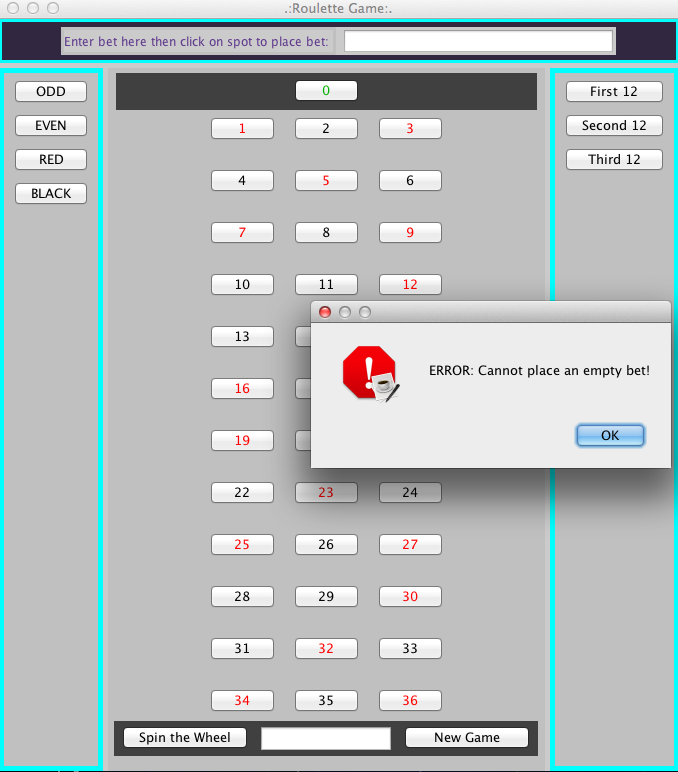 .:Roulette Game:.
Enter bet here then click on spot to place bet:
ODD
EVEN
RED
BLACK
0
1 2 3
4 5 6
7 8 9
10 11 12
13
16
19
22 23 24
25 26 27
28 29 30
31 32 33
34 35 36
First 12
Second 12
Third 12
ERROR: Cannot place an empty bet!
OK
Spin the Wheel
New Game